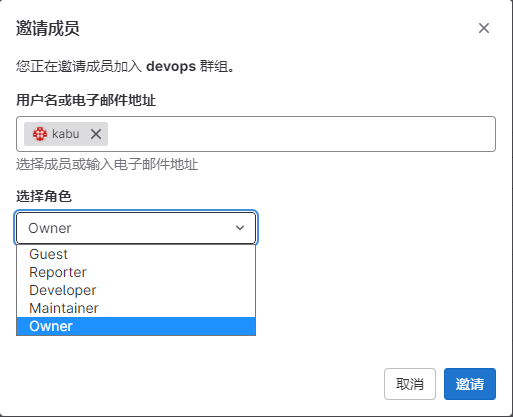 邀请成员
您正在邀请成员加入 devops 群组。
用户名或电子邮件地址
kabu
选择成员或输入电子邮件地址
选择角色
Owner
Guest
Reporter
Developer
Maintainer
Owner
取消
邀请